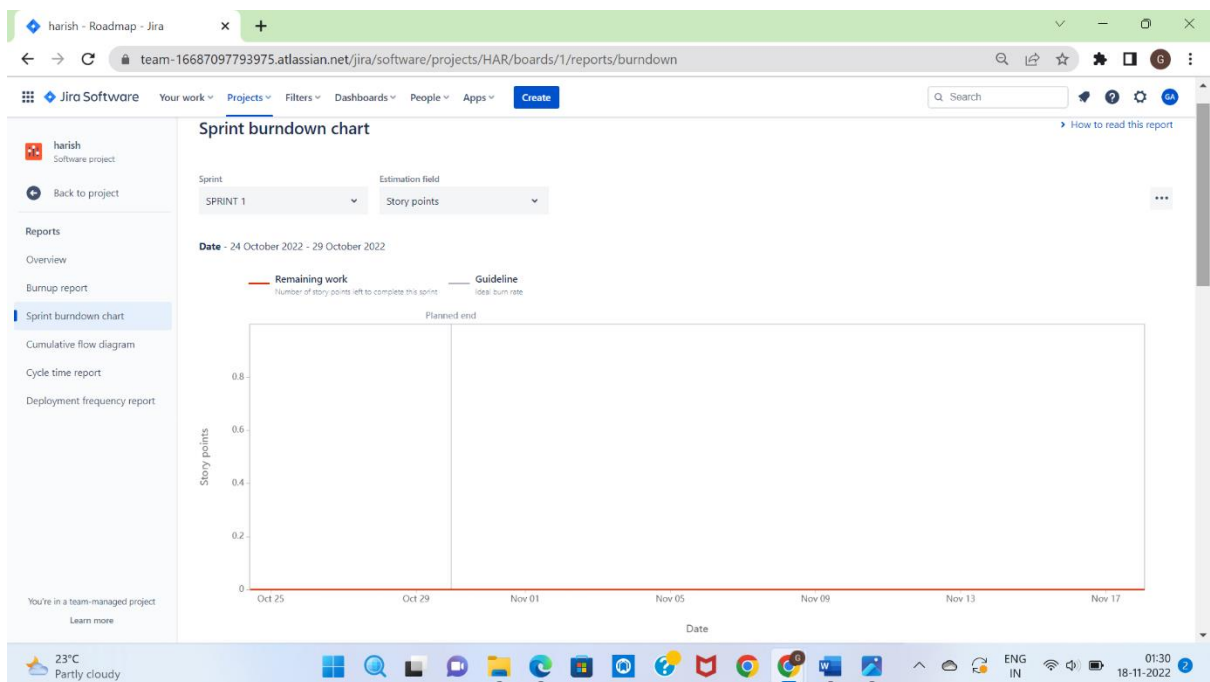 harish - Roadmap - Jira
team-16687097793975.atlassian.net/jira/software/projects/HAR/boards/1/reports/burndown
G
Jira Software Your work Projects Filters Dashboards People Apps Create Search GA
Sprint burndown chart
How to read this report
harish
Software project
Back to project
Reports
Overview
Burnup report
Sprint burndown chart
Cumulative flow diagram
Cycle time report
Deployment frequency report
You're in a team-managed project
Learn more
Sprint Estimation field
SPRINT 1 Story points
Date - 24 October 2022 - 29 October 2022
Remaining work Guideline
Number of story points left to complete this sprint Ideal burn rate
Planned end
0.8
0.6
0.4
0.2
0
Story points
Oct 25 Oct 29 Nov 01 Nov 05 Nov 09 Nov 13 Nov 17
Date
23°C
Partly cloudy
ENG
IN
01:30
18-11-2022
2